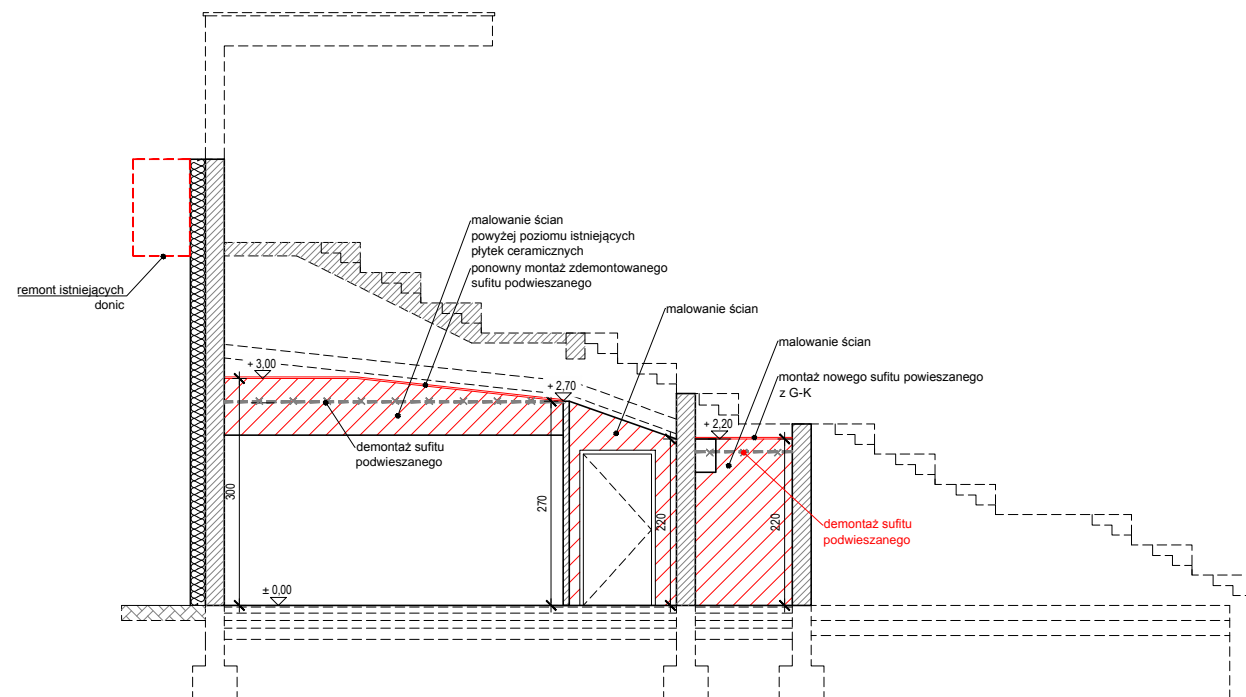 malowanie ścian
powyżej poziomu istniejących
płytek ceramicznych
ponowny montaż zdemontowanego
sufitu podwieszanego
remont istniejących
donic
malowanie ścian
malowanie ścian
montaż nowego sufitu powieszanego
z G-K
+ 3,00
+ 2,70
+ 2,20
demontaż sufitu
podwieszanego
300
270
220
220
demontaż sufitu
podwieszanego
± 0,00